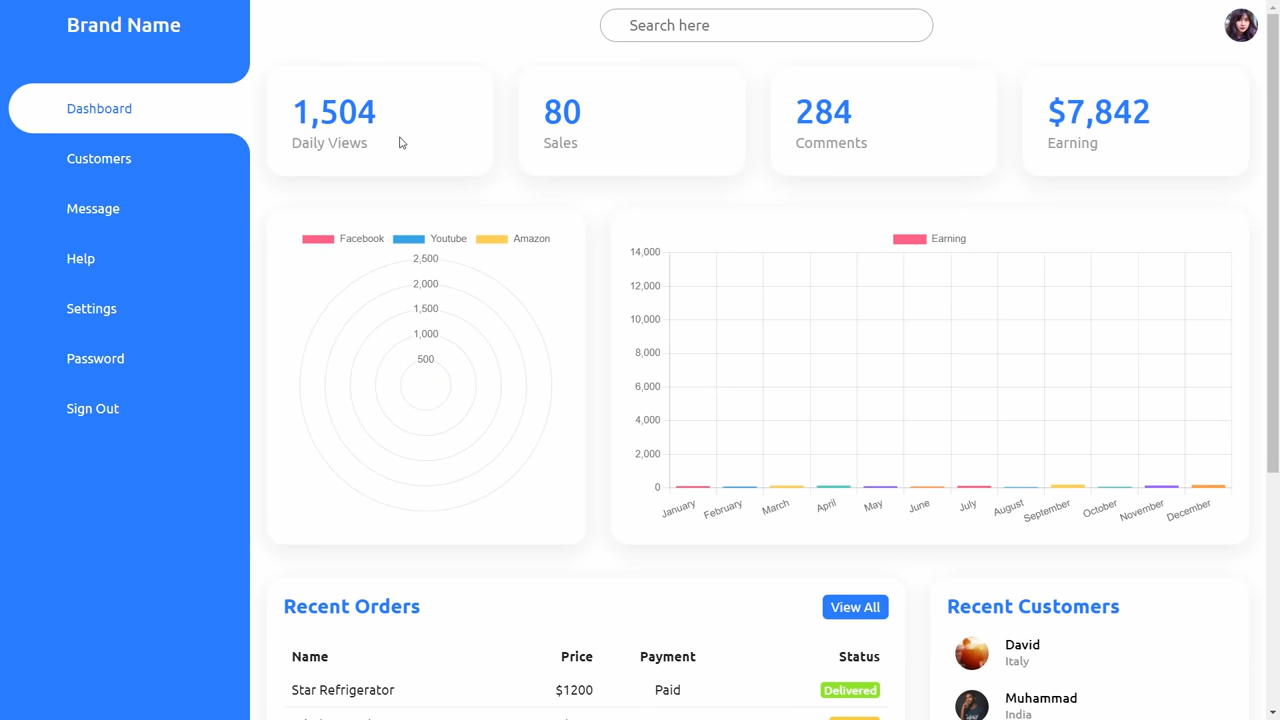 Brand Name
Search here
Dashboard
Customers
Message
Help
Settings
Password
Sign Out
1,504
Daily Views
80
Sales
284
Comments
$7,842
Earning
Facebook Youtube Amazon
2,500
2,000
1,500
1,000
500
Earning
14,000
12,000
10,000
8,000
6,000
4,000
2,000
0
January February March April May June July August September October November December
Recent Orders
View All
Name Price Payment Status
Star Refrigerator $1200 Paid Delivered
Recent Customers
David
Italy
Muhammad
India